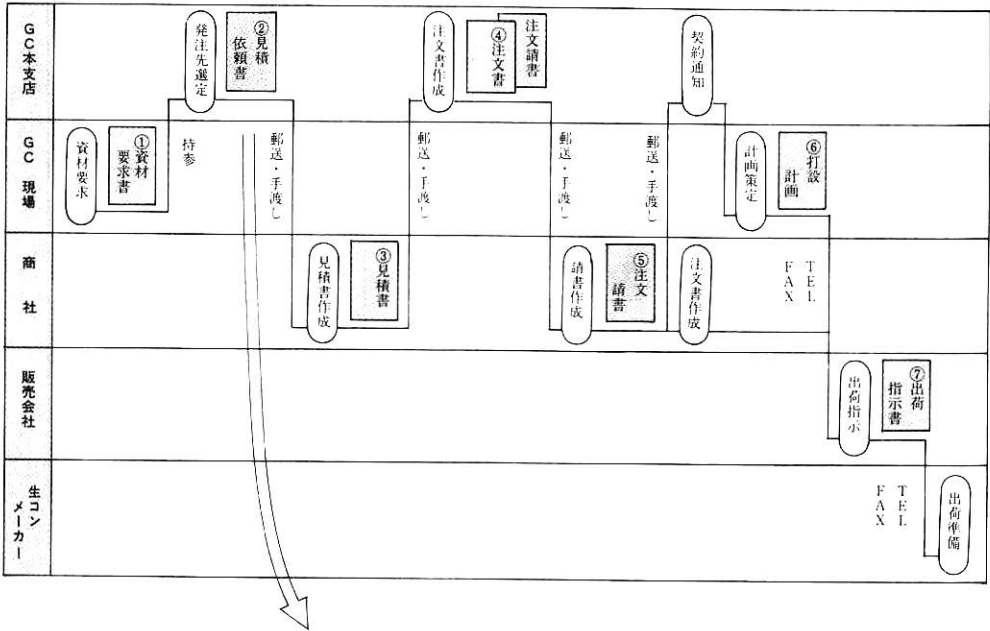 GC本支店
発注先選定
②見積
依頼書
注文書作成
④注文書
注文請書
契約通知
GC現場
資材要求
①資材
要求書
持参
郵送・手渡し
郵送・手渡し
郵送・手渡し
郵送・手渡し
計画策定
⑥打設
計画
商社
見積書作成
③見積書
請書作成
⑤注文
請書
注文書作成
TEL
FAX
販売会社
出荷指示
⑦出荷
指示書
生コン
メーカー
TEL
FAX
出荷準備